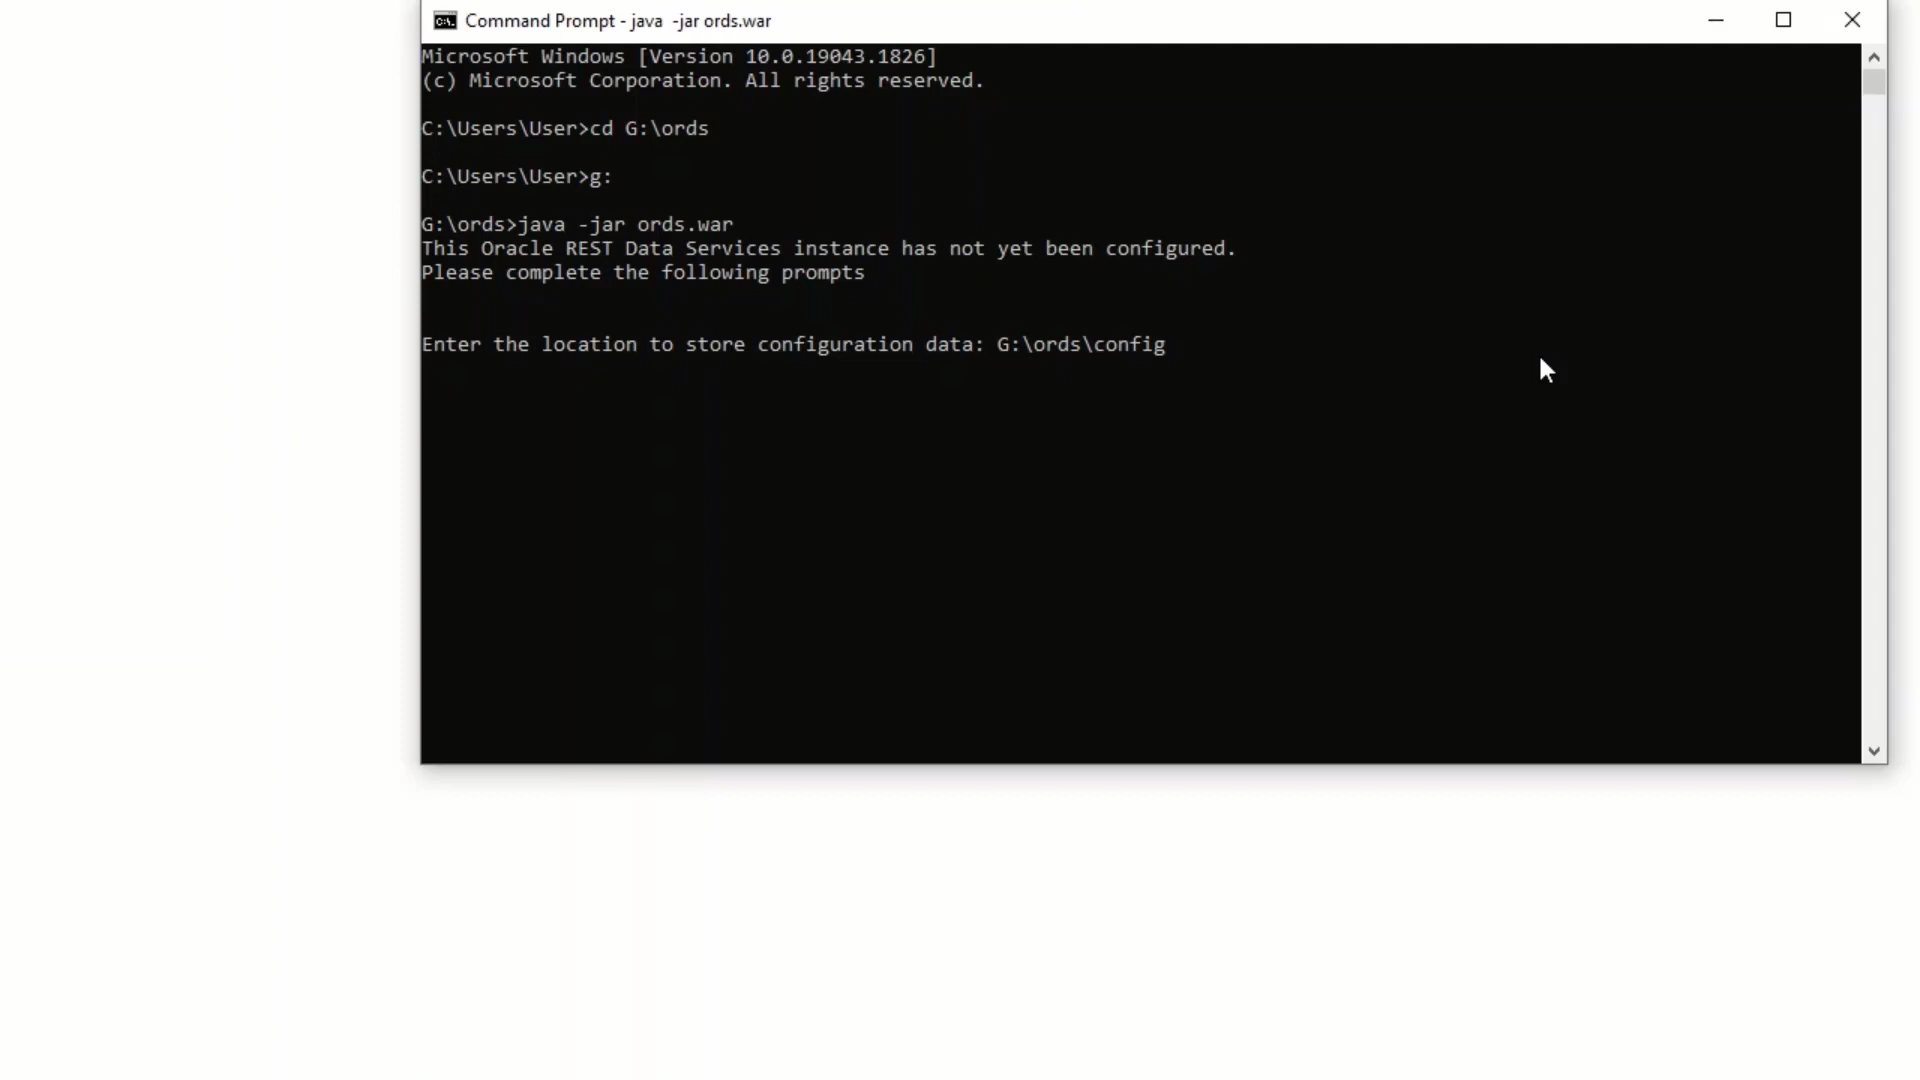 Command Prompt - java  -jar ords.war
Microsoft Windows [Version 10.0.19043.1826]
(c) Microsoft Corporation. All rights reserved.
C:\Users\User>cd G:\ords
C:\Users\User>g:
G:\ords>java -jar ords.war
This Oracle REST Data Services instance has not yet been configured.
Please complete the following prompts
Enter the location to store configuration data: G:\ords\config